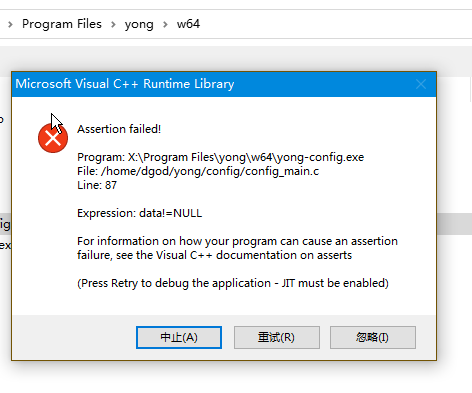 Program Files > yong > w64
Microsoft Visual C++ Runtime Library
Assertion failed!
Program: X:\Program Files\yong\w64\yong-config.exe
File: /home/dgod/yong/config/config_main.c
Line: 87
Expression: data!=NULL
For information on how your program can cause an assertion
failure, see the Visual C++ documentation on asserts
(Press Retry to debug the application - JIT must be enabled)
中止(A) 重试(R) 忽略(I)